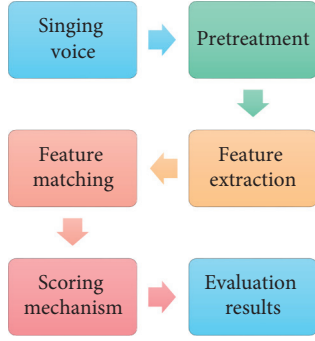 Singing
voice
Pretreatment
Feature
matching
Feature
extraction
Scoring
mechanism
Evaluation
results